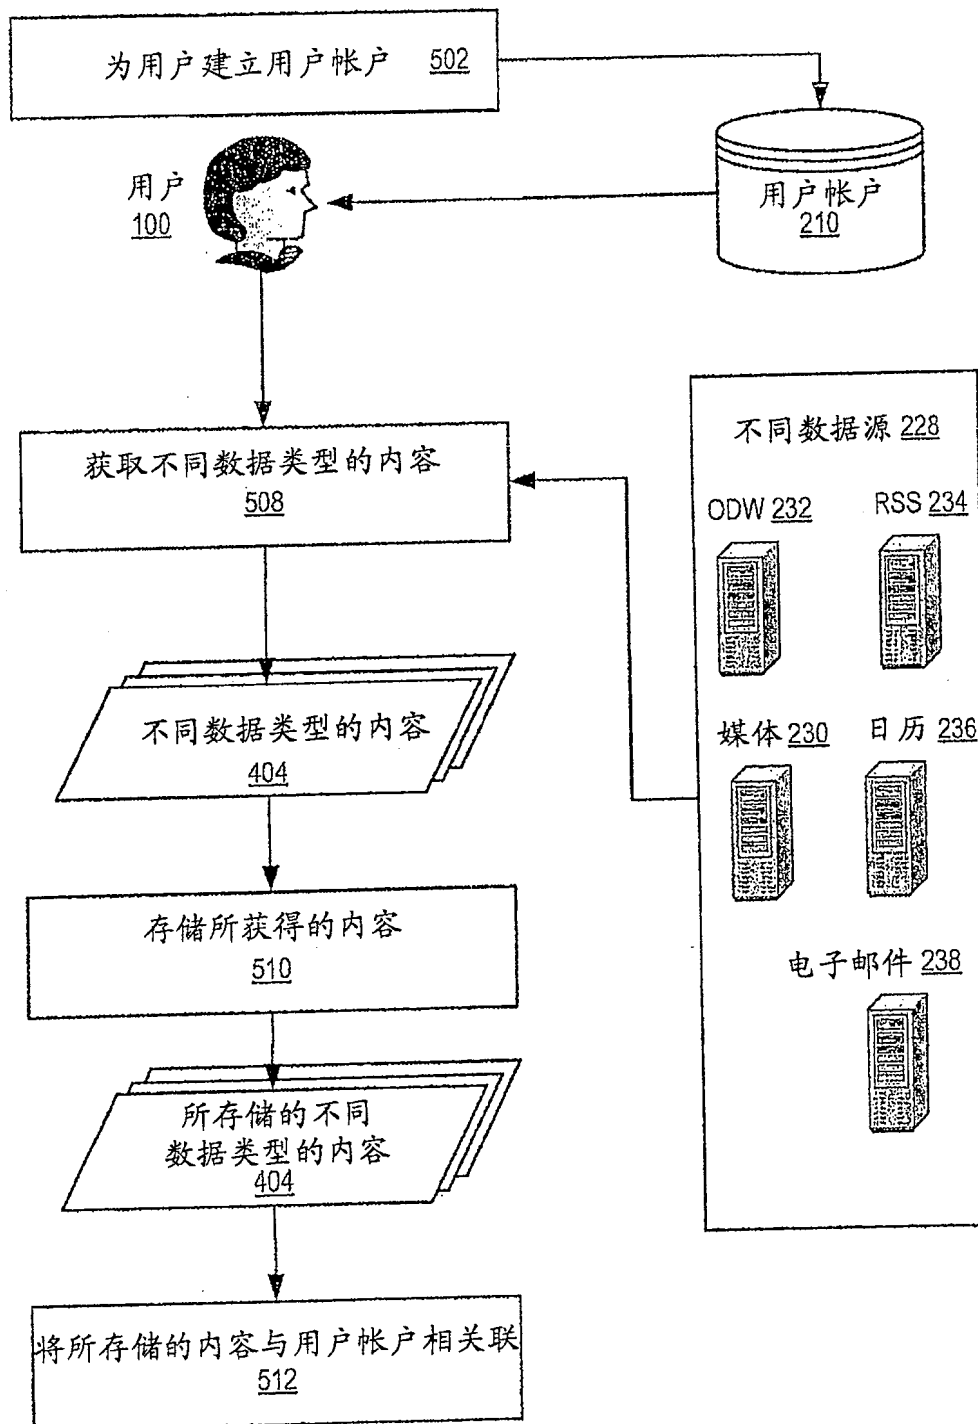 为用户建立用户帐户 502
用户
100
用户帐户
210
获取不同数据类型的内容
508
不同数据源 228
ODW 232
RSS 234
媒体 230
日历 236
电子邮件 238
不同数据类型的内容
404
存储所获得的内容
510
所存储的不同
数据类型的内容
404
将所存储的内容与用户帐户相关联
512